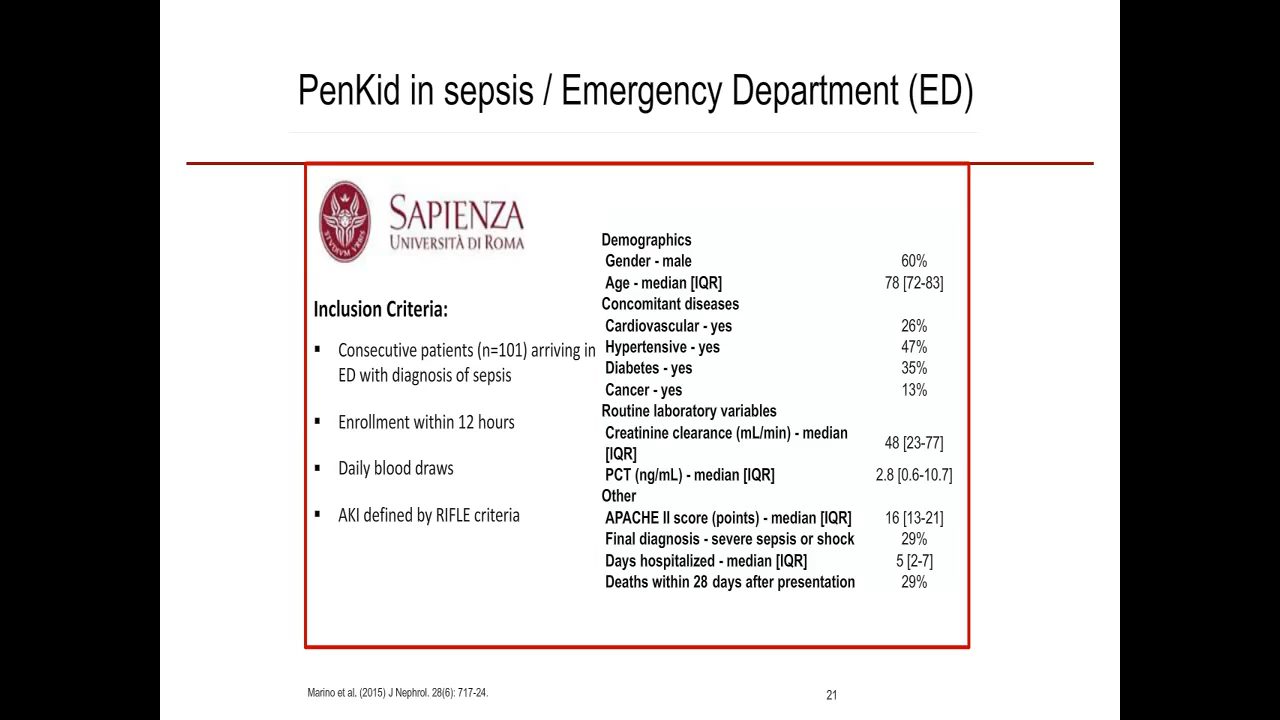 PenKid in sepsis / Emergency Department (ED)
SAPIENZA
UNIVERSITÀ DI ROMA
Inclusion Criteria:
▪ Consecutive patients (n=101) arriving in
ED with diagnosis of sepsis
▪ Enrollment within 12 hours
▪ Daily blood draws
▪ AKI defined by RIFLE criteria
Demographics
Gender - male 60%
Age - median [IQR] 78 [72-83]
Concomitant diseases
Cardiovascular - yes 26%
Hypertensive - yes 47%
Diabetes - yes 35%
Cancer - yes 13%
Routine laboratory variables
Creatinine clearance (mL/min) - median
[IQR] 48 [23-77]
PCT (ng/mL) - median [IQR] 2.8 [0.6-10.7]
Other
APACHE II score (points) - median [IQR] 16 [13-21]
Final diagnosis - severe sepsis or shock 29%
Days hospitalized - median [IQR] 5 [2-7]
Deaths within 28 days after presentation 29%
Marino et al. (2015) J Nephrol. 28(6): 717-24.
21